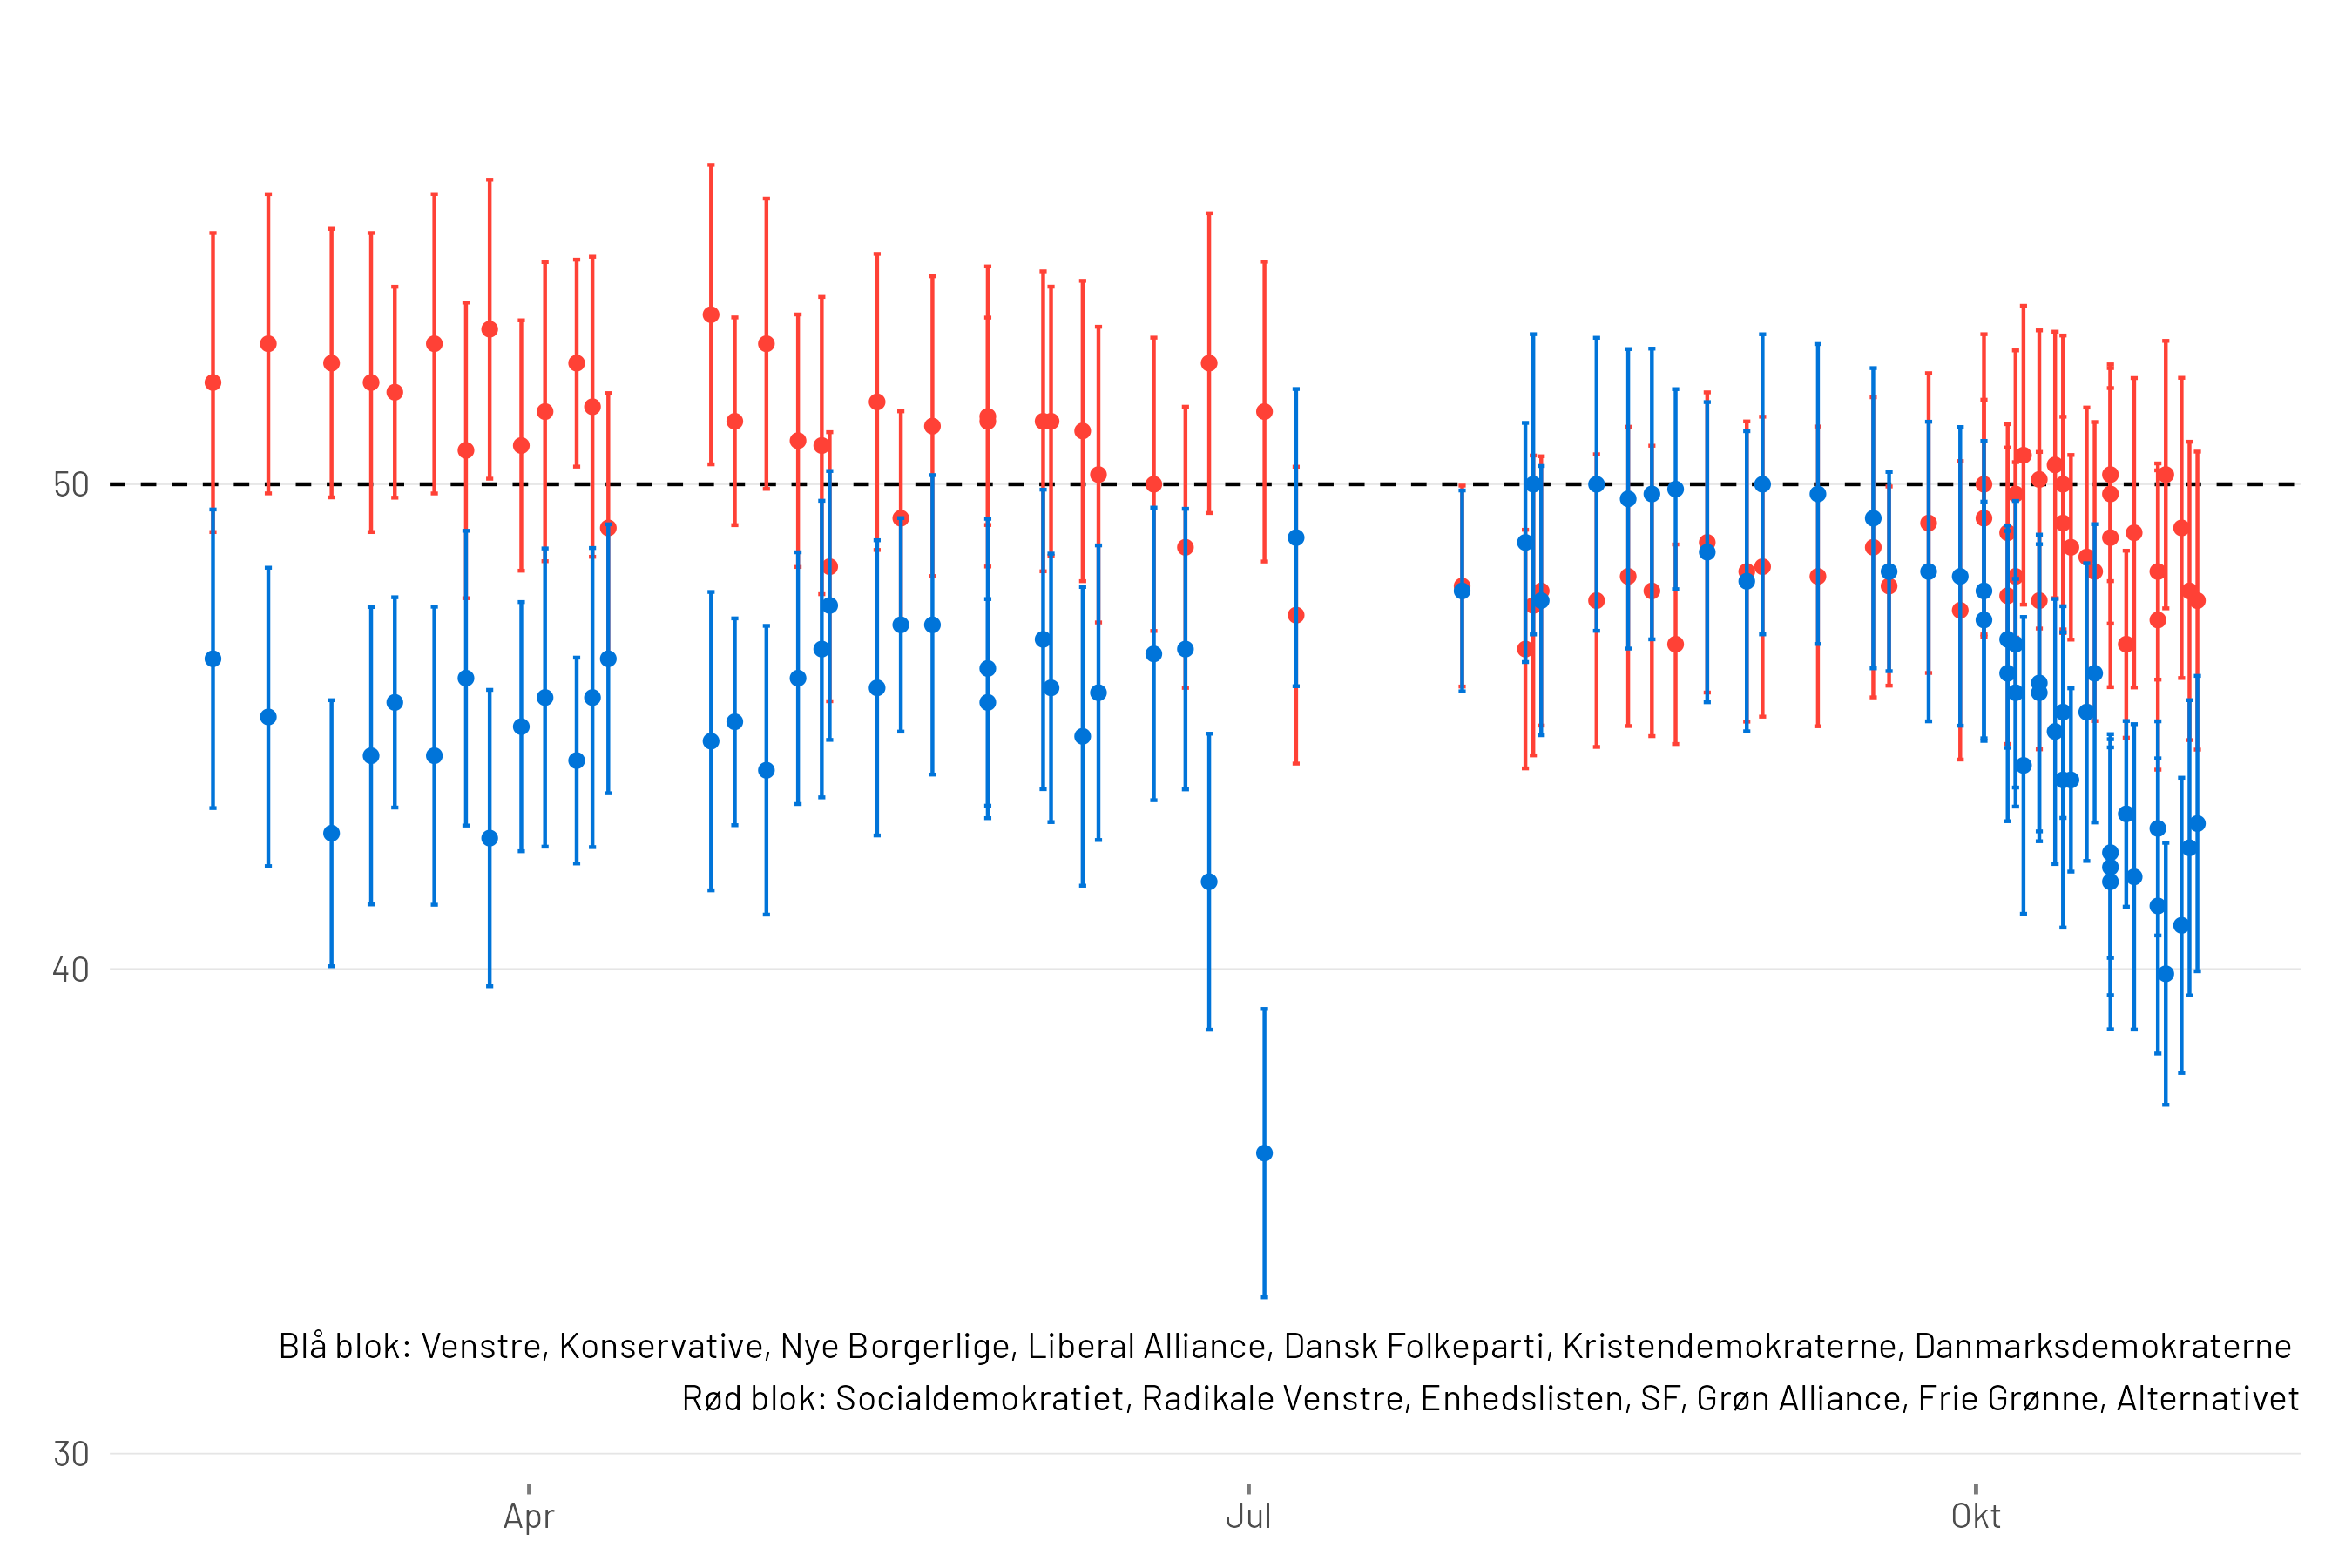 50
40
Blå blok: Venstre, Konservative, Nye Borgerlige, Liberal Alliance, Dansk Folkeparti, Kristendemokraterne, Danmarksdemokraterne
Rød blok: Socialdemokratiet, Radikale Venstre, Enhedslisten, SF, Grøn Alliance, Frie Grønne, Alternativet
30
Apr Jul Okt